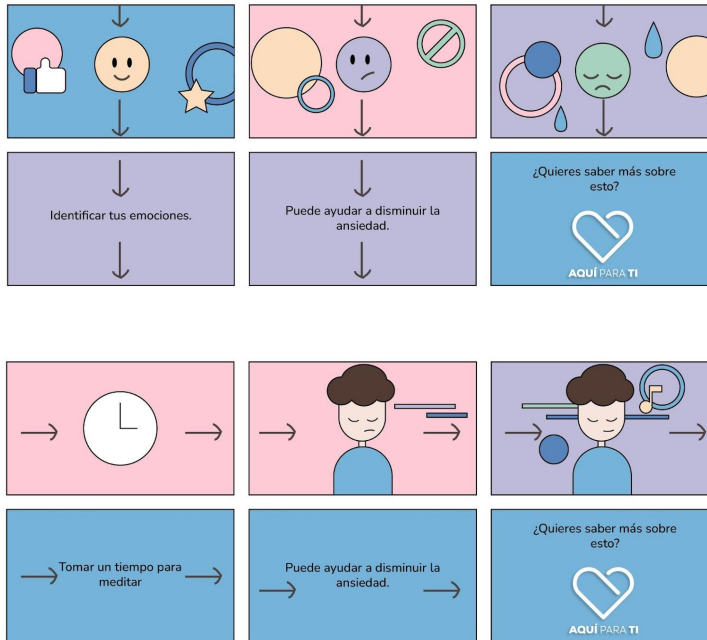 Identificar tus emociones.
Puede ayudar a disminuir la
ansiedad.
¿Quieres saber más sobre
esto?
AQUÍ PARA TI
Tomar un tiempo para
meditar
Puede ayudar a disminuir la
ansiedad.
¿Quieres saber más sobre
esto?
AQUÍ PARA TI